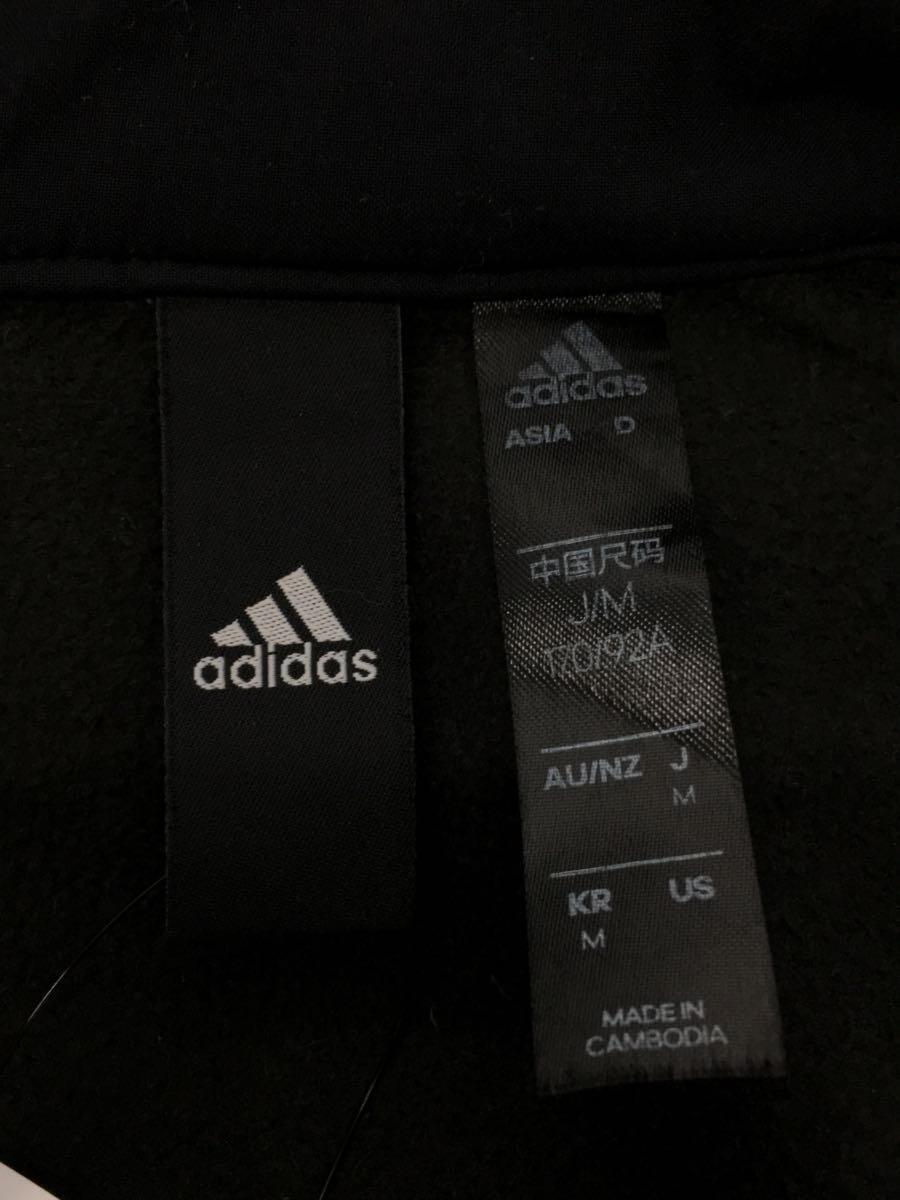 adidas
adidas
ASIA D
中国尺码
J/M
170/92A
AU/NZ J
M
KR US
M
MADE IN
CAMBODIA